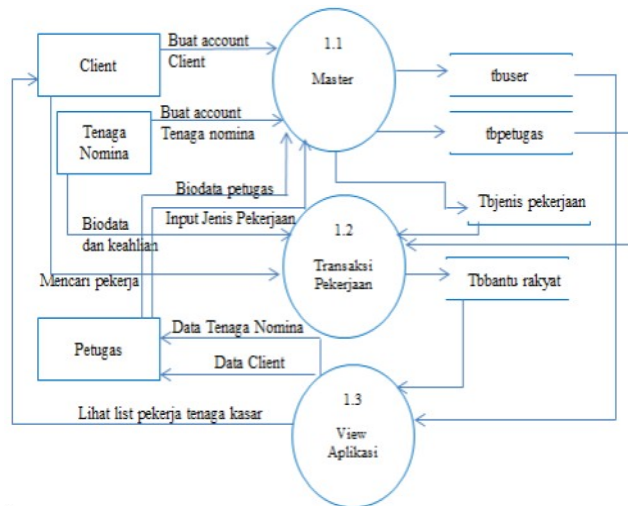 Client
Buat account
Client
1.1
Master
tbuser
Tenaga
Nomina
Buat account
Tenaga nomina
tbpetugas
Biodata petugas
Input Jenis Pekerjaan
Tbjenis pekerjaan
Biodata
dan keahlian
1.2
Transaksi
Pekerjaan
Mencari pekerja
Tbbantu rakyat
Petugas
Data Tenaga Nomina
Data Client
1.3
View
Aplikasi
Lihat list pekerja tenaga kasar